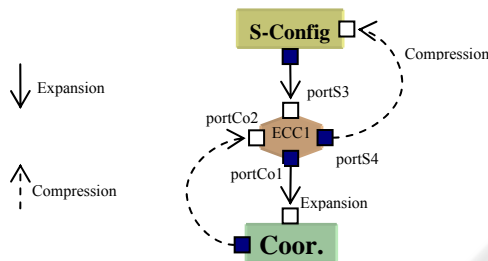 S-Config
Compression
Expansion
portS3
portCo2
ECC1
portS4
portCo1
Compression
Expansion
Coor.